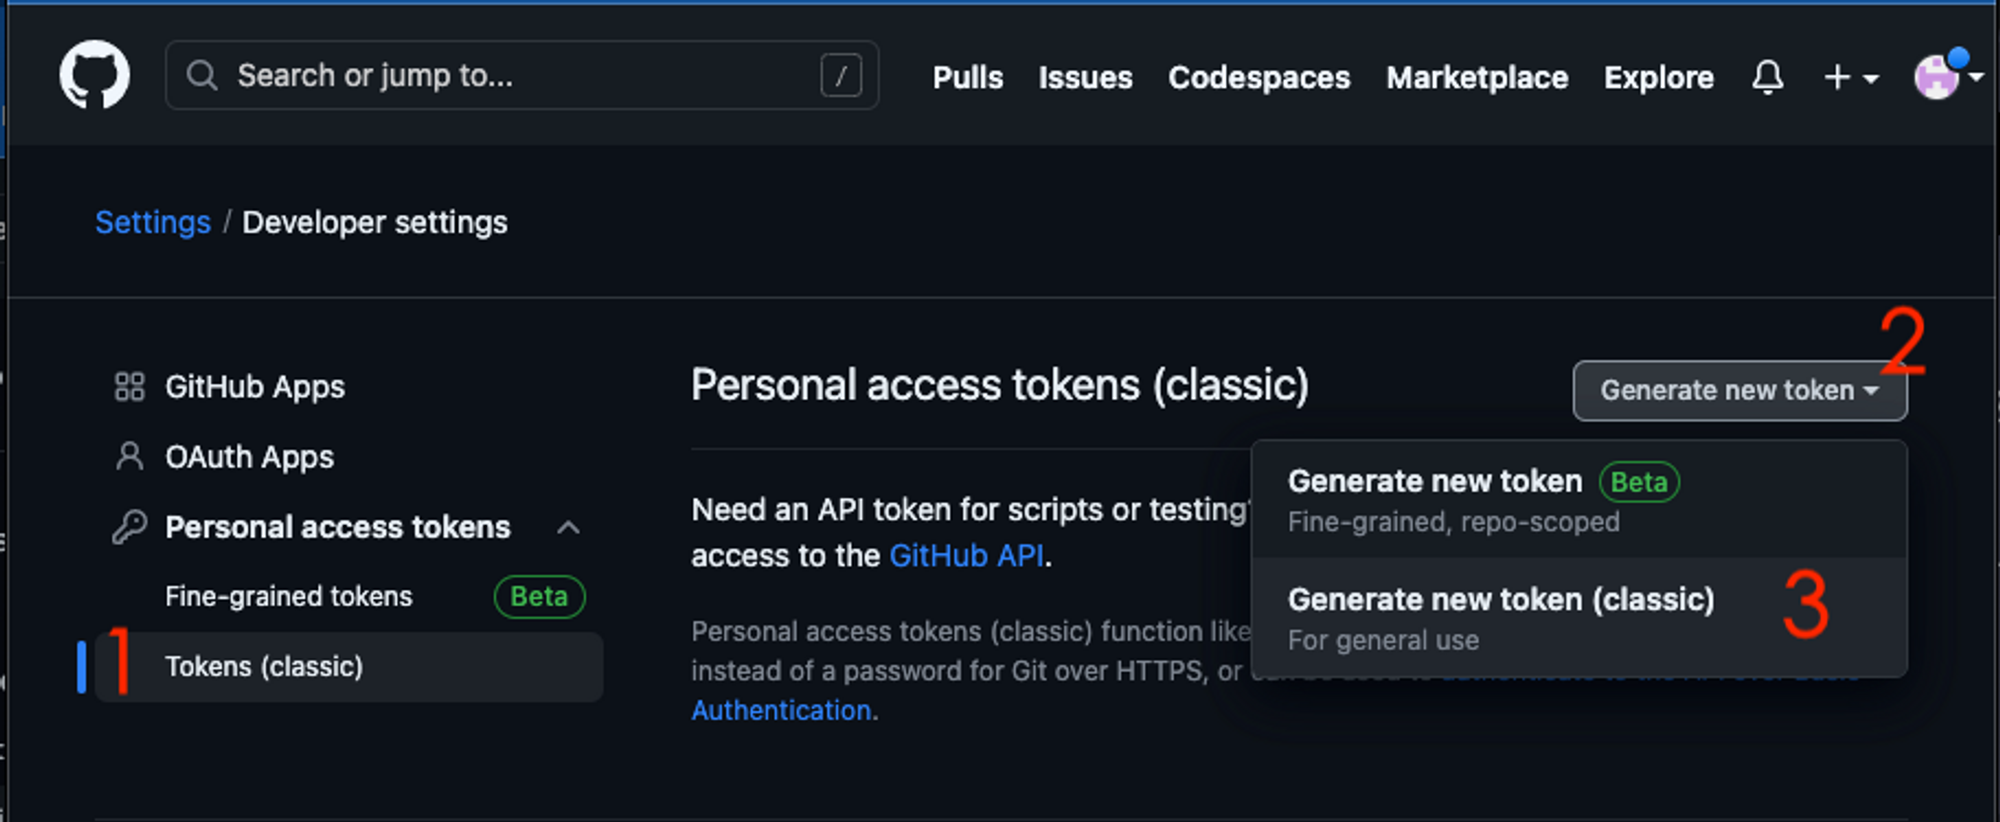 Search or jump to... /
Pulls Issues Codespaces Marketplace Explore
Settings / Developer settings
2
GitHub Apps
OAuth Apps
Personal access tokens
Fine-grained tokens Beta
1 Tokens (classic)
Personal access tokens (classic)
Generate new token
Generate new token Beta
Fine-grained, repo-scoped
Generate new token (classic) 3
For general use
Need an API token for scripts or testing?
access to the GitHub API.
Personal access tokens (classic) function like
instead of a password for Git over HTTPS, or
Authentication.